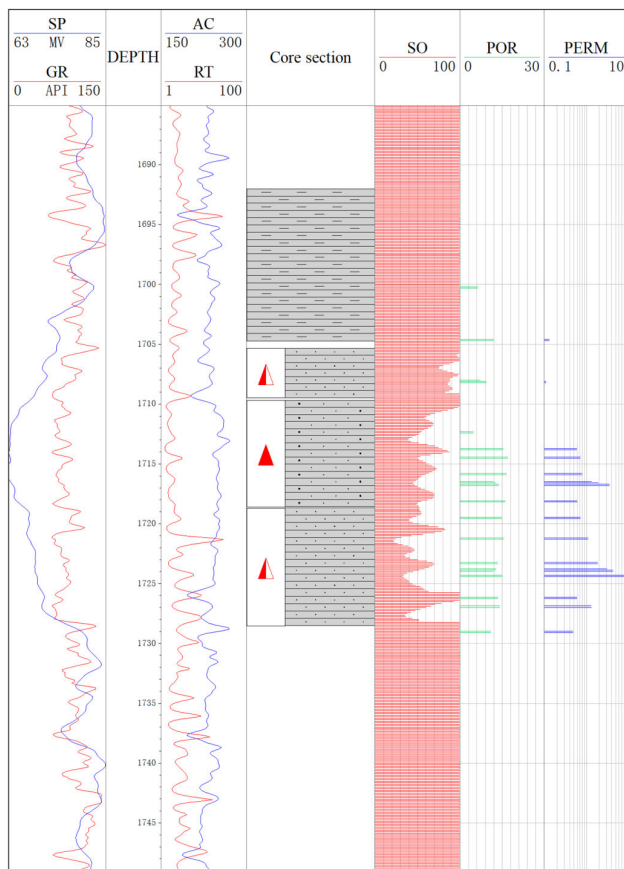 SP
63 MV 85
GR
0 API 150
DEPTH
AC
150 300
RT
1 100
Core section
SO
0 100
POR
0 30
PERM
0.1 10
1690
1695
1700
1705
1710
1715
1720
1725
1730
1735
1740
1745